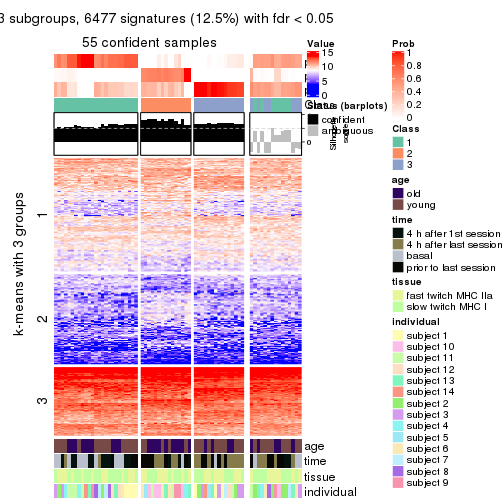 3 subgroups, 6477 signatures (12.5%) with fdr < 0.05
55 confident samples
k-means with 3 groups
1
2
3
age
time
tissue
individual
Value
15
10
5
0
Status (barplots)
confident
ambiguous
0
Prob
1
0.8
0.6
0.4
0.2
0
Class
1
2
3
age
old
young
time
4 h after 1st session
4 h after last session
basal
prior to last session
tissue
fast twitch MHC IIa
slow twitch MHC I
individual
subject 1
subject 10
subject 11
subject 12
subject 13
subject 14
subject 2
subject 3
subject 4
subject 5
subject 6
subject 7
subject 8
subject 9